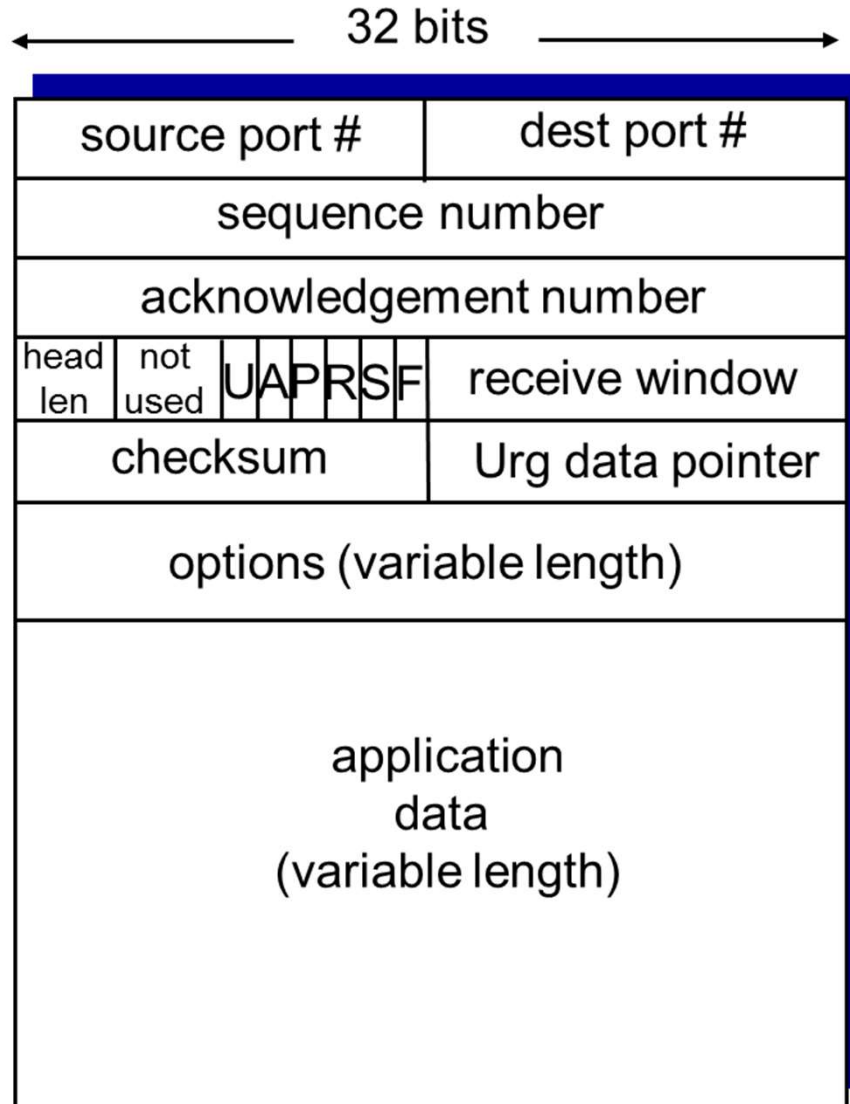 32 bits
source port #
dest port #
sequence number
acknowledgement number
head
len
not
used
U
A
P
R
S
F
receive window
checksum
Urg data pointer
options (variable length)
application
data
(variable length)